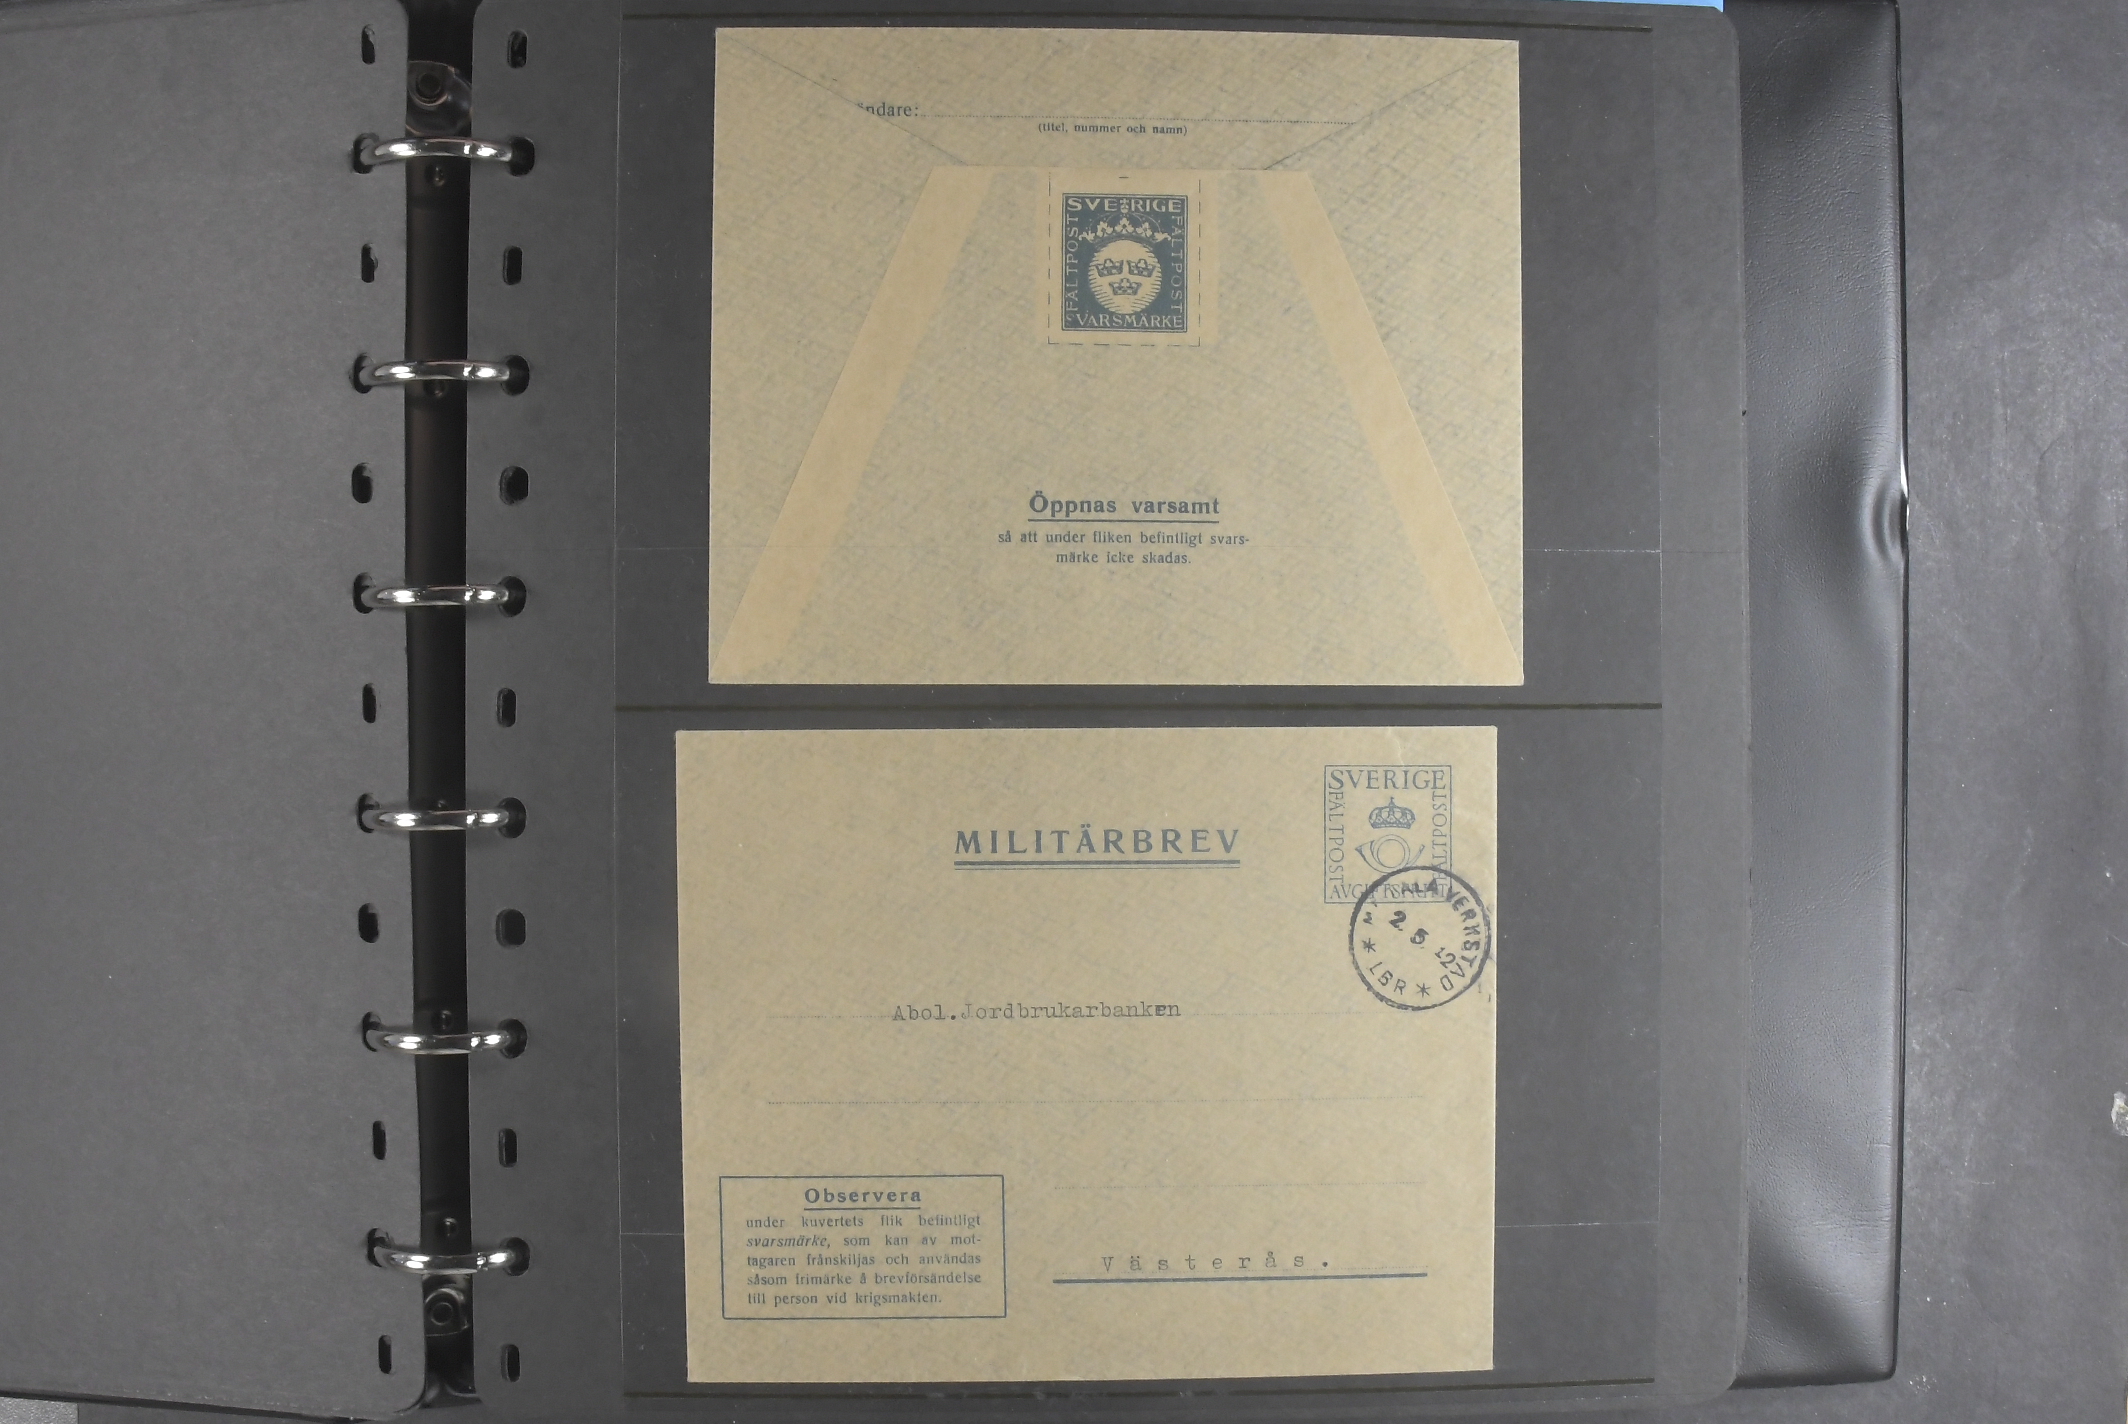 ändare:
(titel, nummer och namn)
SVERIGE
FÄLTPOST
FÄLTPOST
SVARSMÄRKE
Öppnas varsamt
så att under fliken befintligt svars-
märke icke skadas.
SVERIGE
FÄLTPOST
FÄLTPOST
MILITÄRBREV
VERKSTAD
2. 5.
* LBR *
Abol.Jordbrukarbanken
Observera
under kuvertets flik befintligt
svarsmärke, som kan av mot-
tagaren frånskiljas och användas
såsom frimärke å brevförsändelse
till person vid krigsmakten.
Västerås.